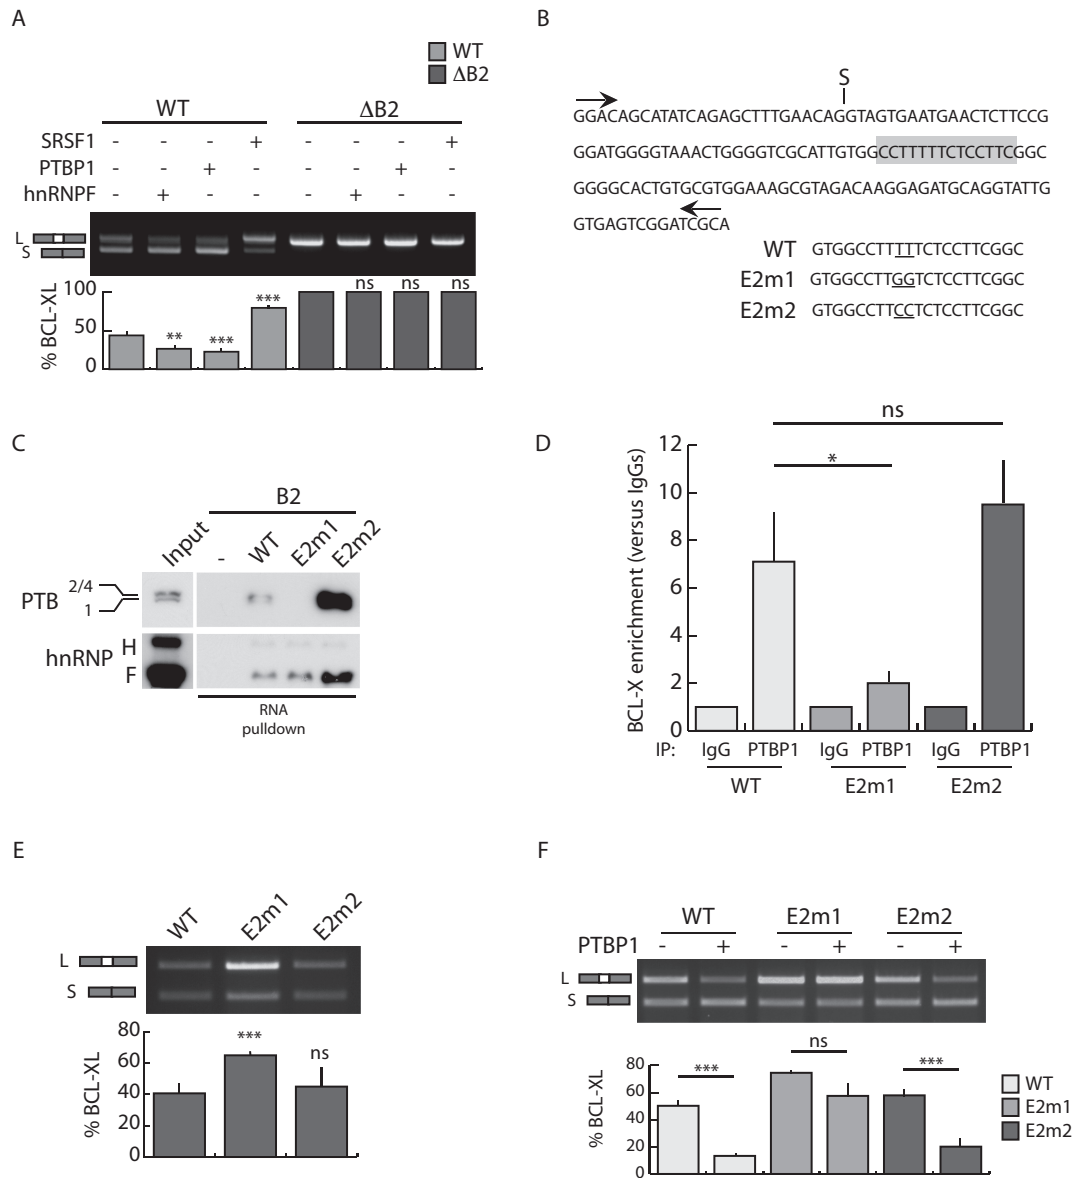 A
WT
ΔB2
WT
ΔB2
SRSF1 - - - + - - - +
PTBP1 - - + - - - + -
hnRNPF - + - - - + - -
L
S
100
50
0
% BCL-XL
** *** *** ns ns ns
B
S
GGACAGCATATCAGAGCTTTGAACAGGTAGTGAATGAACTCTTCCG
GGATGGGGTAAACTGGGGTCGCATTGTGGCCTTTTTCTCCTTCGGC
GGGGCACTGTGCGTGGAAAGCGTAGACAAGGAGATGCAGGTATTG
GTGAGTCGGATCGCA
WT GTGGCCTTTTTCTCCTTCGGC
E2m1 GTGGCCTTGGTCTCCTTCGGC
E2m2 GTGGCCTTCCTCTCCTTCGGC
C
B2
Input - WT E2m1 E2m2
PTB 2/4
1
hnRNP H
F
RNA
pulldown
D
BCL-X enrichment (versus IgGs)
12
10
8
6
4
2
0
ns
*
IP: IgG PTBP1 IgG PTBP1 IgG PTBP1
WT E2m1 E2m2
E
WT E2m1 E2m2
L
S
80
60
40
20
0
% BCL-XL
*** ns
F
WT E2m1 E2m2
PTBP1 - + - + - +
L
S
80
60
40
20
0
% BCL-XL
*** ns ***
WT
E2m1
E2m2